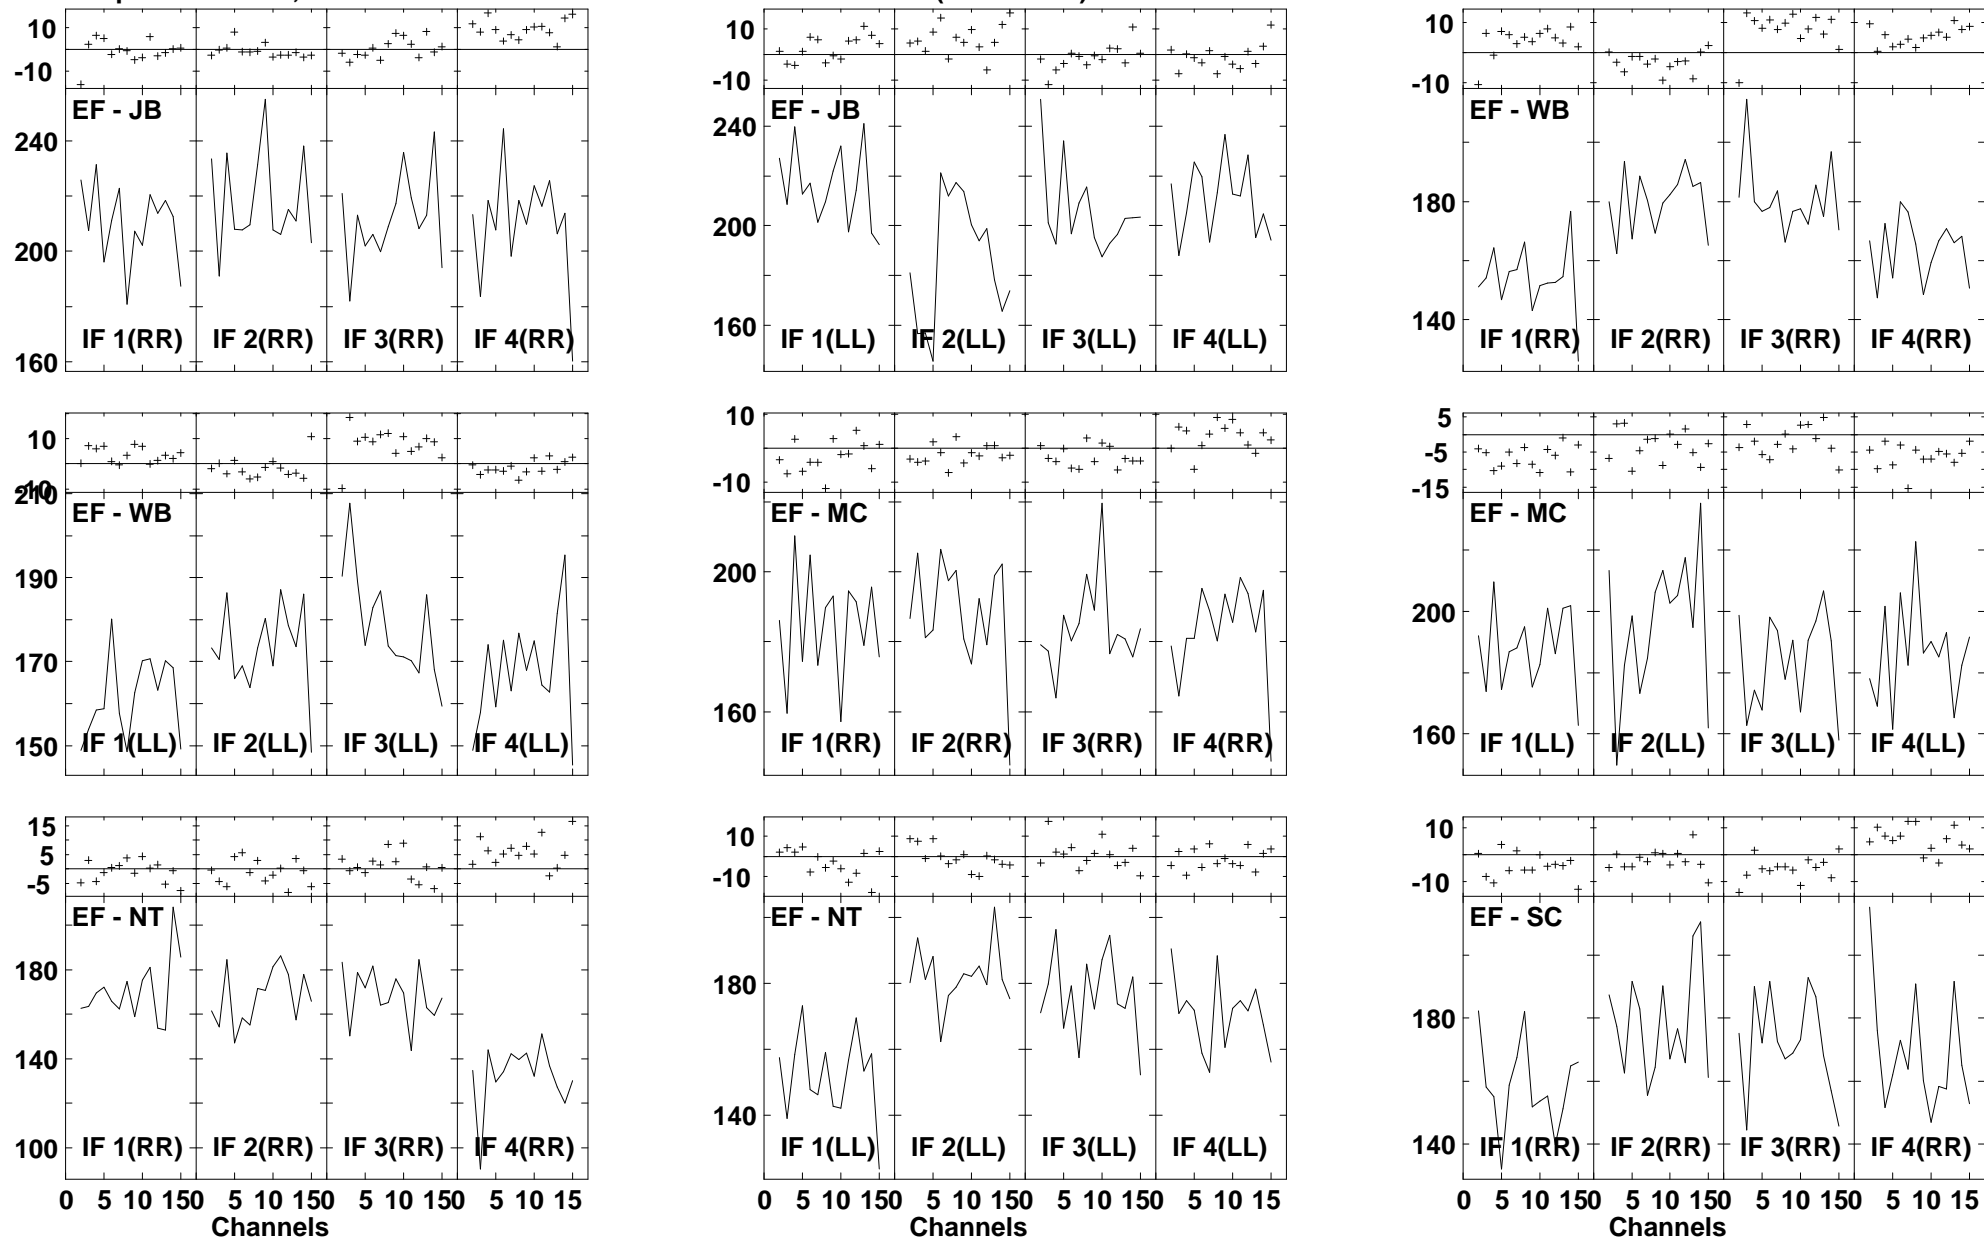 10 10 10
-10 -10 -10
EF - JB EF - JB EF - WB
240 240
200 200 180
160 160 140
IF 1(RR) IF 2(RR) IF 3(RR) IF 4(RR) IF 1(LL) IF 2(LL) IF 3(LL) IF 4(LL) IF 1(RR) IF 2(RR) IF 3(RR) IF 4(RR)
10 10 5
-10 -5
-10 -15
210
EF - WB EF - MC EF - MC
190 200 200
170
150 160 160
IF 1(LL) IF 2(LL) IF 3(LL) IF 4(LL) IF 1(RR) IF 2(RR) IF 3(RR) IF 4(RR) IF 1(LL) IF 2(LL) IF 3(LL) IF 4(LL)
15 10 10
5
-5 -10 -10
EF - NT EF - NT EF - SC
180 180 180
140 140 140
100
IF 1(RR) IF 2(RR) IF 3(RR) IF 4(RR) IF 1(LL) IF 2(LL) IF 3(LL) IF 4(LL) IF 1(RR) IF 2(RR) IF 3(RR) IF 4(RR)
0 5 10 150 5 10 150 5 10 150 5 10 15 0 5 10 150 5 10 150 5 10 150 5 10 15 0 5 10 150 5 10 150 5 10 150 5 10 15
Channels Channels Channels